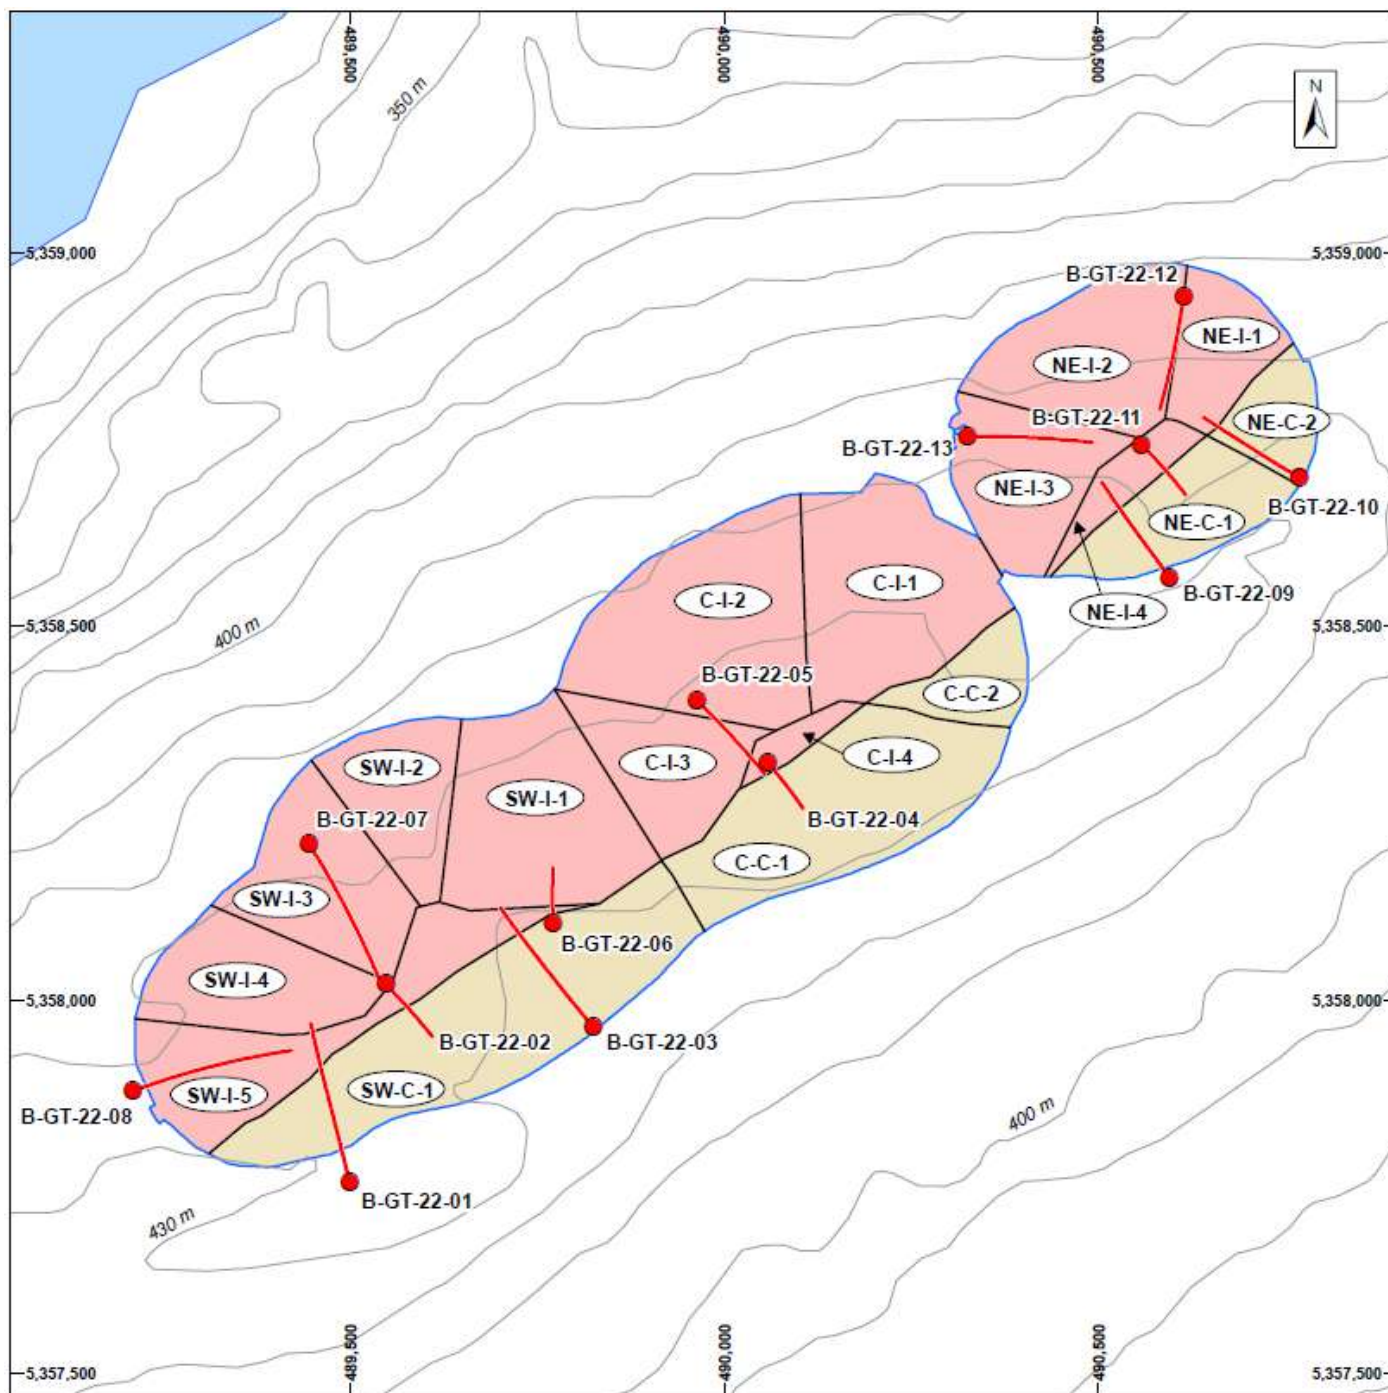 489,500
490,000
490,500
350 m
N
5,359,000
5,359,000
B-GT-22-12
NE-I-1
NE-I-2
B-GT-22-11
NE-C-2
B-GT-22-13
NE-I-3
B-GT-22-10
NE-C-1
C-I-1
C-I-2
B-GT-22-09
NE-I-4
400 m
5,358,500
5,358,500
B-GT-22-05
C-C-2
C-I-4
C-I-3
SW-I-2
SW-I-1
B-GT-22-07
B-GT-22-04
C-C-1
SW-I-3
B-GT-22-06
SW-I-4
5,358,000
5,358,000
B-GT-22-02
B-GT-22-03
SW-C-1
SW-I-5
B-GT-22-08
400 m
B-GT-22-01
430 m
489,500
490,000
490,500
5,357,500
5,357,500